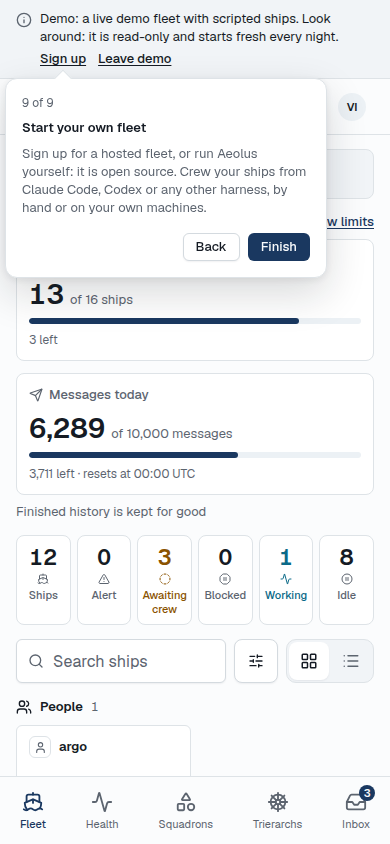 Demo: a live demo fleet with scripted ships. Look
around: it is read-only and starts fresh every night.
Sign up Leave demo
9 of 9
VI
Start your own fleet
Sign up for a hosted fleet, or run Aeolus
yourself: it is open source. Crew your ships from
Claude Code, Codex or any other harness, by
hand or on your own machines.
w limits
Back Finish
13 of 16 ships
3 left
Messages today
6,289 of 10,000 messages
3,711 left · resets at 00:00 UTC
Finished history is kept for good
12 0 3 0 1 8
Ships Alert Awaiting crew Blocked Working Idle
Search ships
People 1
argo
3
Fleet Health Squadrons Trierarchs Inbox